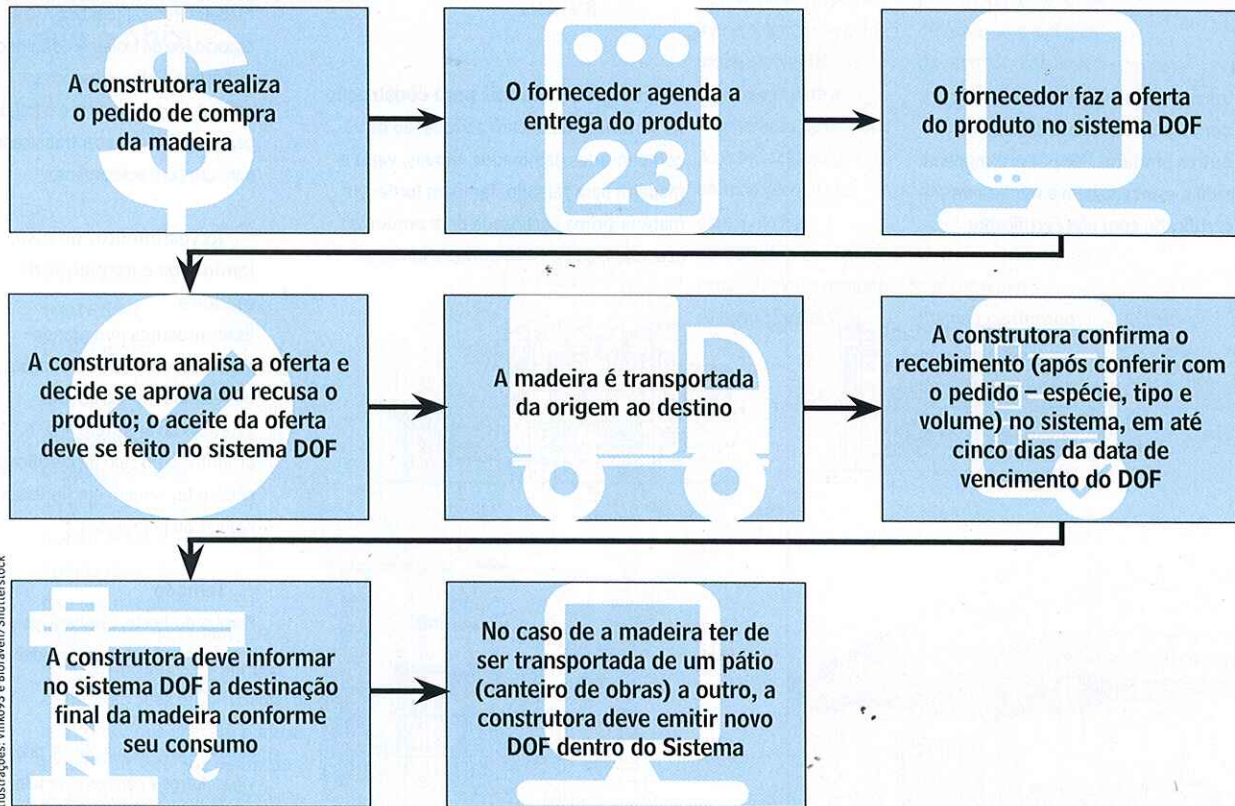 A construtora realiza
o pedido de compra
da madeira
O fornecedor agenda a
entrega do produto
23
O fornecedor faz a oferta
do produto no sistema DOF
A construtora analisa a oferta e
decide se aprova ou recusa o
produto; o aceite da oferta
deve se feito no sistema DOF
A madeira é transportada
da origem ao destino
A construtora confirma o
recebimento (após conferir com
o pedido – espécie, tipo e
volume) no sistema, em até
cinco dias da data de
vencimento do DOF
A construtora deve informar
no sistema DOF a destinação
final da madeira conforme
seu consumo
No caso de a madeira ter de
ser transportada de um pátio
(canteiro de obras) a outro, a
construtora deve emitir novo
DOF dentro do Sistema